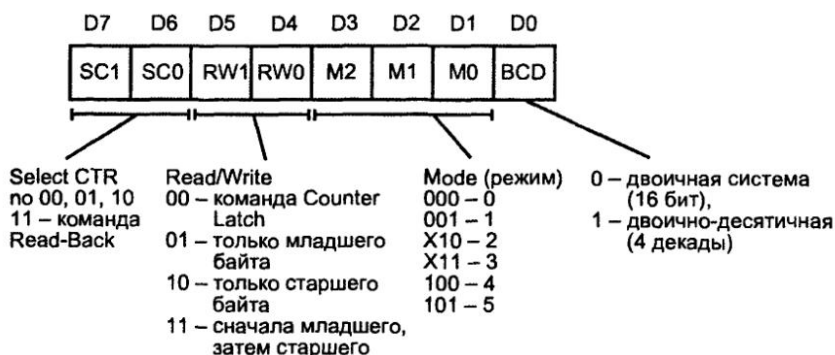 D7 D6 D5 D4 D3 D2 D1 D0
SC1 SC0 RW1 RW0 M2 M1 M0 BCD
Select CTR
по 00, 01, 10
11 – команда
Read-Back
Read/Write
00 – команда Counter
Latch
01 – только младшего
байта
10 – только старшего
байта
11 – сначала младшего,
затем старшего
Mode (режим)
000 – 0
001 – 1
X10 – 2
X11 – 3
100 – 4
101 – 5
0 – двоичная система
(16 бит),
1 – двоично-десятичная
(4 декады)